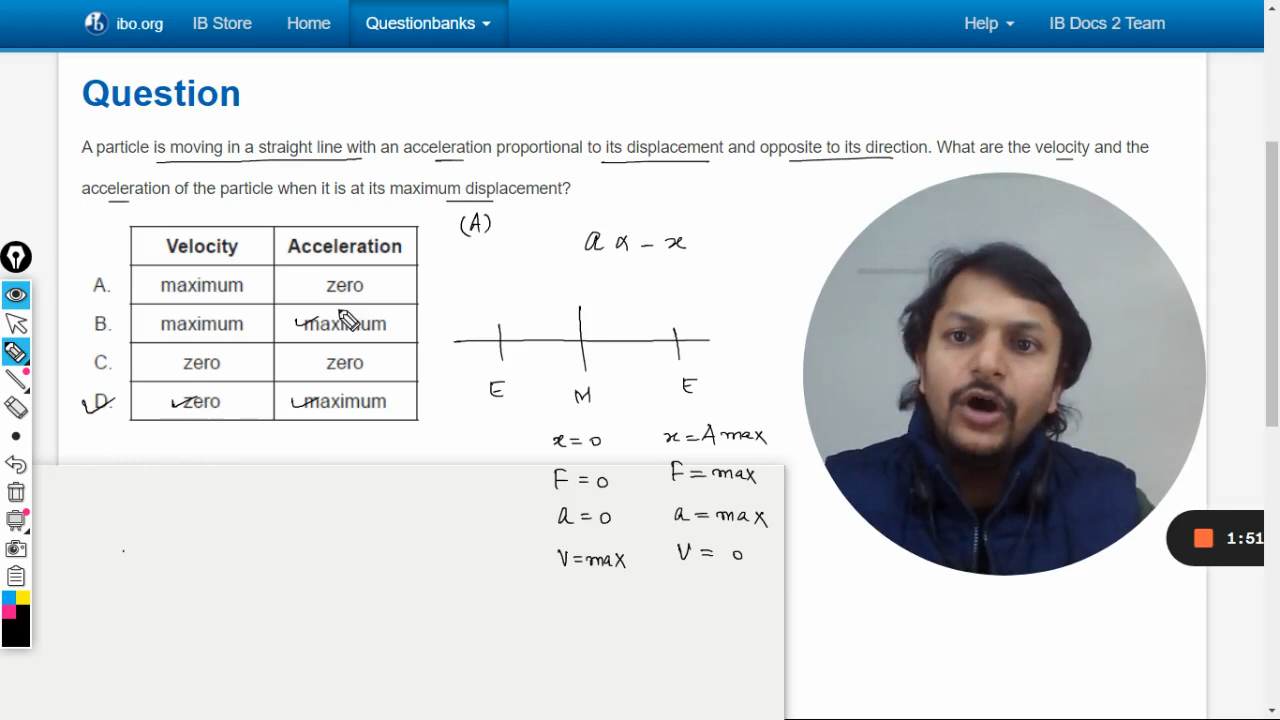 ibo.org IB Store Home Questionbanks Help IB Docs 2 Team
Question
A particle is moving in a straight line with an acceleration proportional to its displacement and opposite to its direction. What are the velocity and the
acceleration of the particle when it is at its maximum displacement?
(A)
a ∝ - x
Velocity Acceleration
A. maximum zero
B. maximum maximum
C. zero zero
D. zero maximum
E M E
x = 0 x = A max
F = 0 F = max
a = 0 a = max
V = max V = 0
1:51